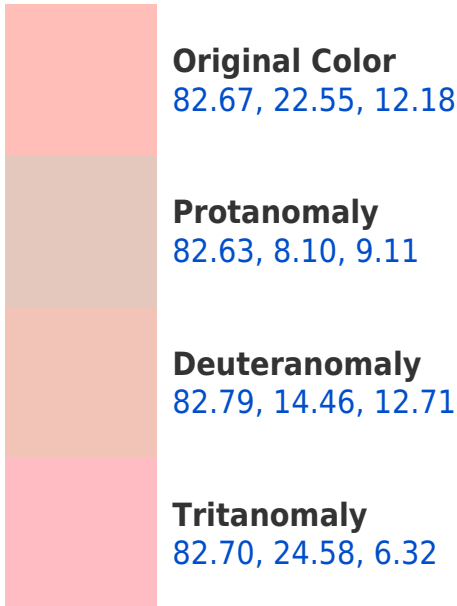 Original Color
82.67, 22.55, 12.18
Protanomaly
82.63, 8.10, 9.11
Deuteranomaly
82.79, 14.46, 12.71
Tritanomaly
82.70, 24.58, 6.32